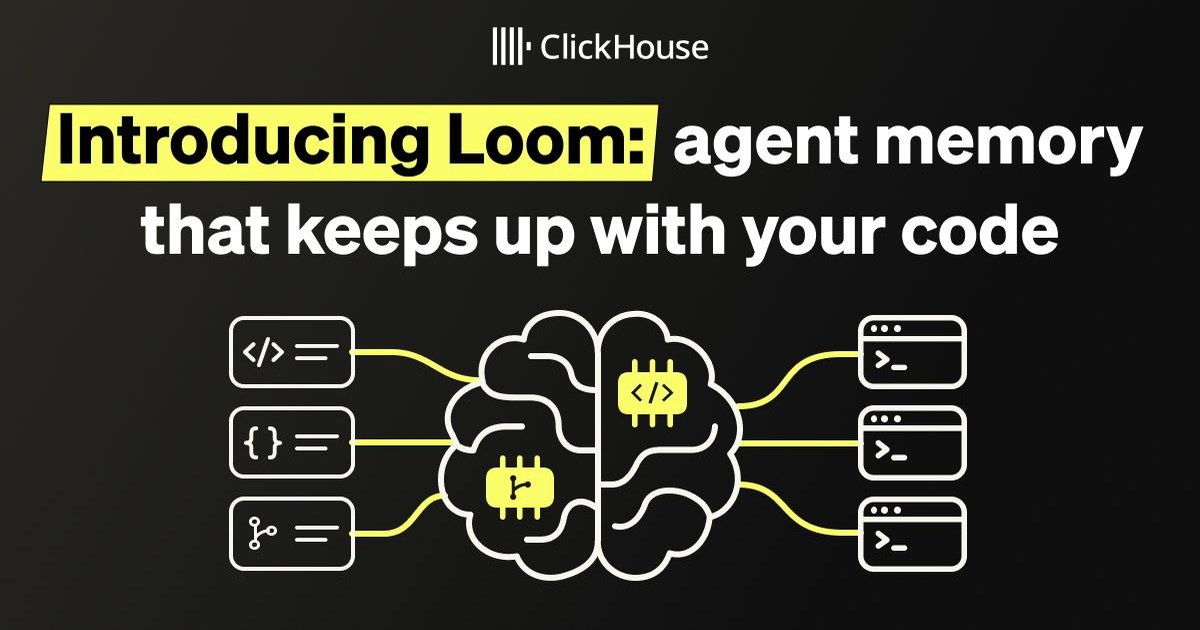 ClickHouse
Introducing Loom: agent memory
that keeps up with your code
</>
</>
{}
>_
>_
>_